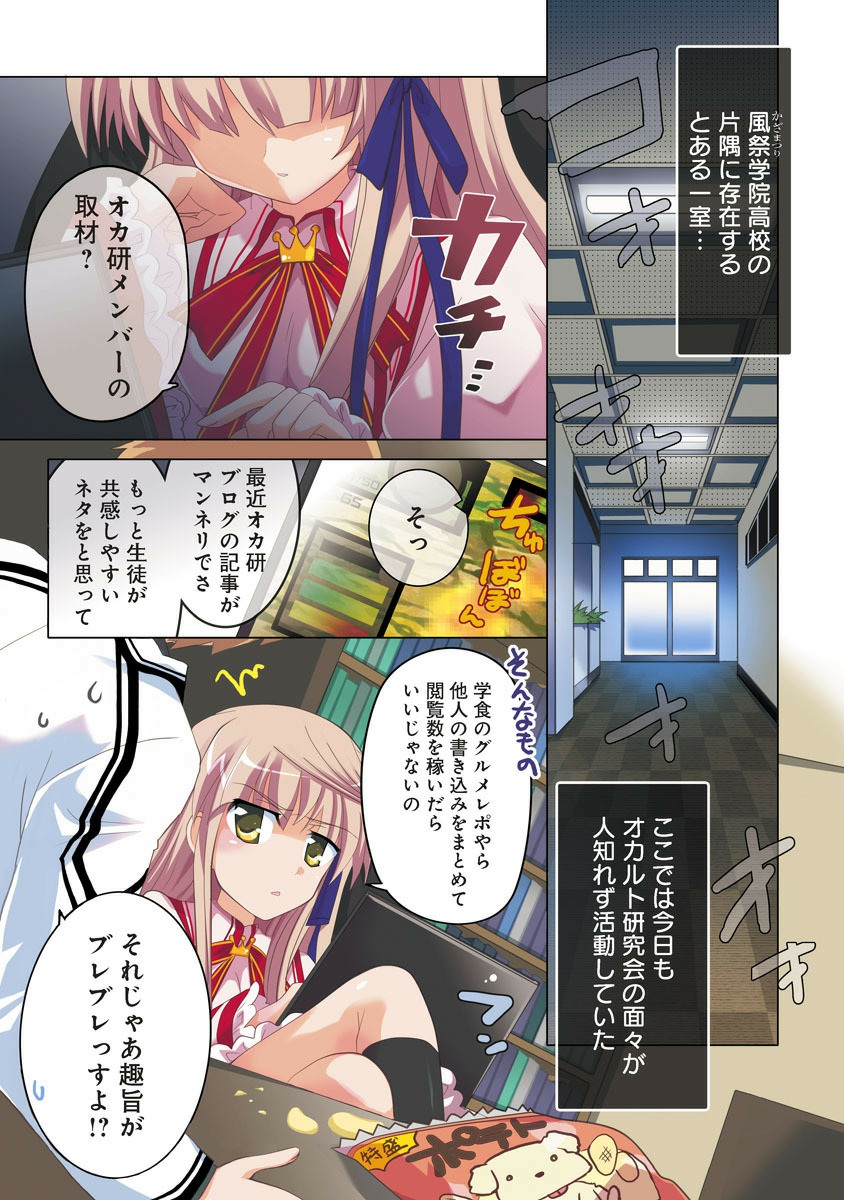 風祭学院高校の
かざまつり
片隅に存在する
とある一室…
コォォォォ…
ここでは今日も
オカルト研究会の面々が
人知れず活動していた
カチ…
オカ研メンバーの
取材?
そっ
ちゅぼぼん
最近オカ研
ブログの記事が
マンネリでさ
もっと生徒が
共感しやすい
ネタをと思って
そんなもの
学食のグルメレポやら
他人の書き込みをまとめて
閲覧数を稼いだら
いいじゃないの
それじゃあ趣旨が
ブレブレっすよ!?
特盛